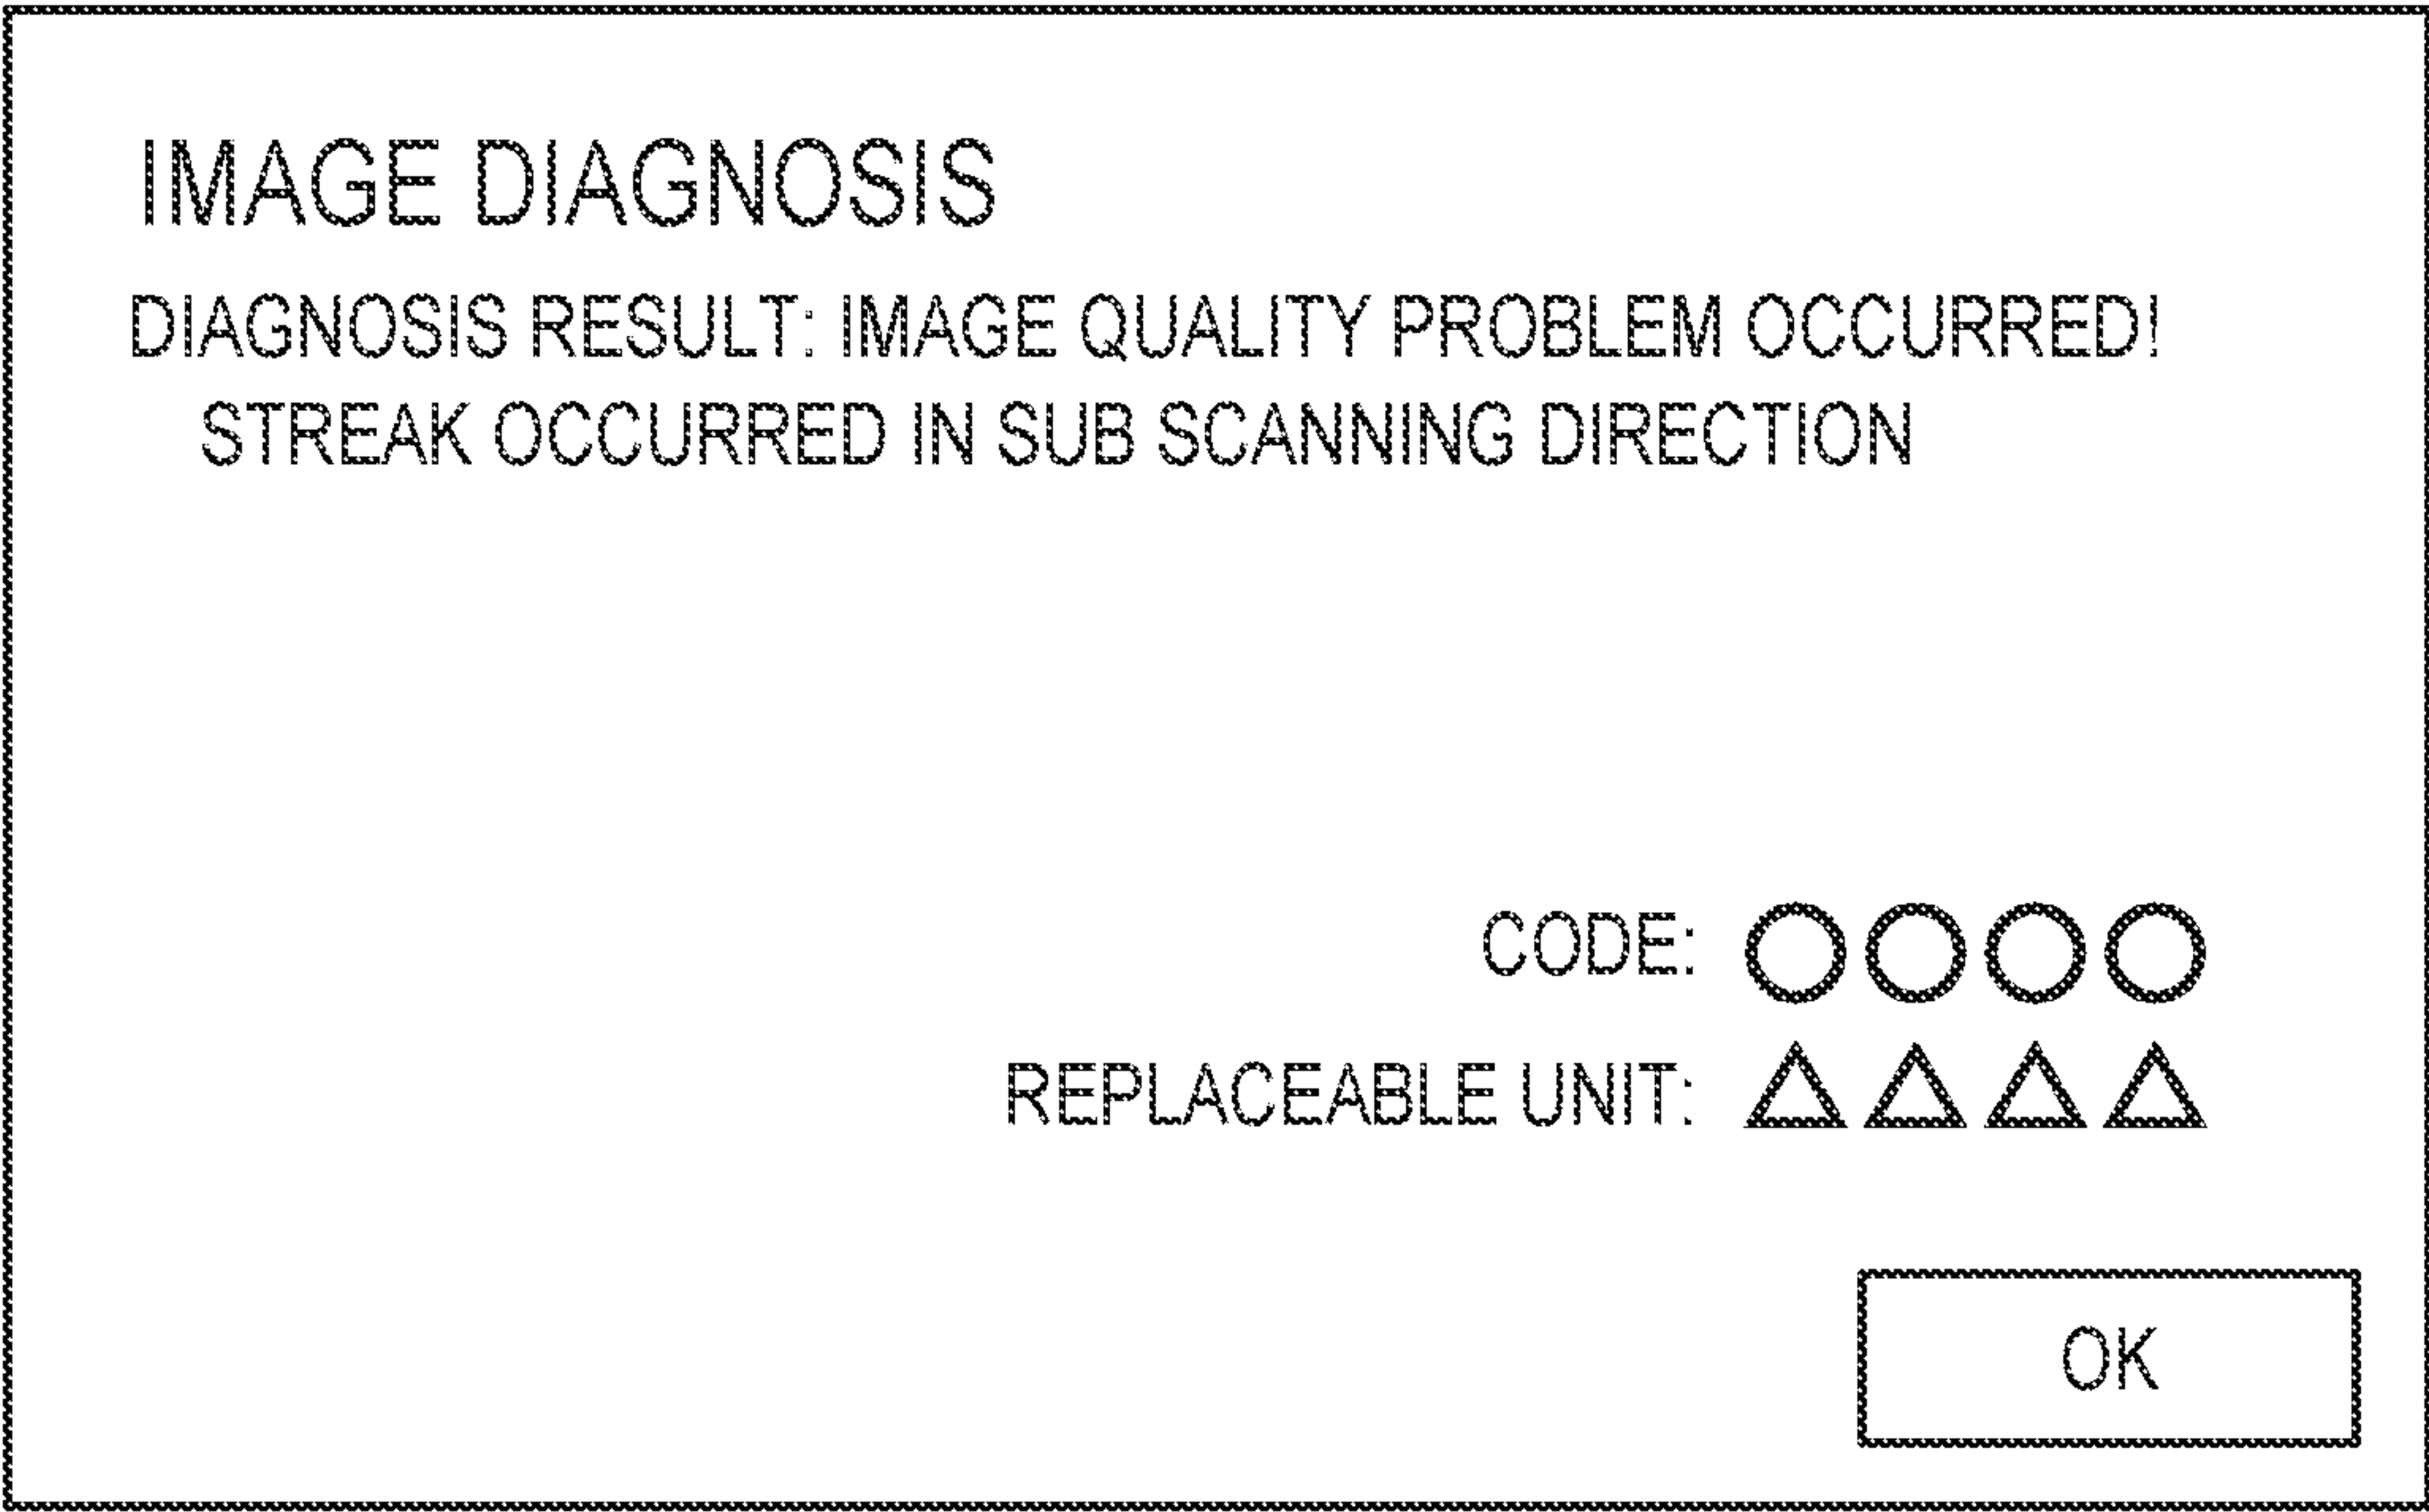 IMAGE DIAGNOSIS
DIAGNOSIS RESULT: IMAGE QUALITY PROBLEM OCCURRED!
STREAK OCCURRED IN SUB SCANNING DIRECTION
CODE: ○○○○
REPLACEABLE UNIT: △△△△
OK